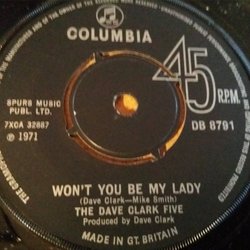 COLUMBIA
45
R.P.M.
SPURS MUSIC
PUBL. LTD.
7XCA 32687
DB 8791
℗ 1971
WON'T YOU BE MY LADY
(Dave Clark—Mike Smith)
THE DAVE CLARK FIVE
Produced by Dave Clark
MADE IN GT. BRITAIN